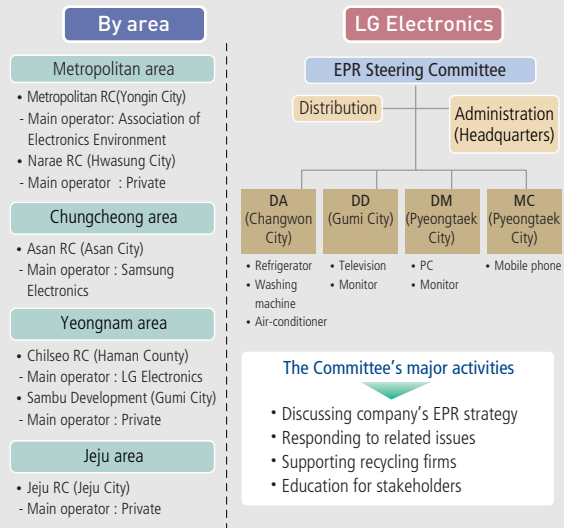 By area
Metropolitan area
• Metropolitan RC(Yongin City)
- Main operator: Association of
Electronics Environment
• Narae RC (Hwasung City)
- Main operator : Private
Chungcheong area
• Asan RC (Asan City)
- Main operator : Samsung
Electronics
Yeongnam area
• Chilseo RC (Haman County)
- Main operator : LG Electronics
• Sambu Development (Gumi City)
- Main operator : Private
Jeju area
• Jeju RC (Jeju City)
- Main operator : Private
LG Electronics
EPR Steering Committee
Distribution
Administration
(Headquarters)
DA
(Changwon
City)
• Refrigerator
• Washing
machine
• Air-conditioner
DD
(Gumi City)
• Television
• Monitor
DM
(Pyeongtaek
City)
• PC
• Monitor
MC
(Pyeongtaek
City)
• Mobile phone
The Committee's major activities
• Discussing company's EPR strategy
• Responding to related issues
• Supporting recycling firms
• Education for stakeholders